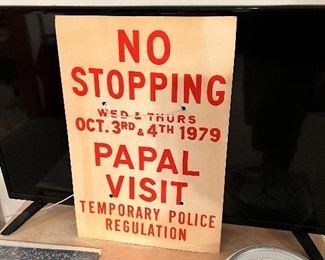 NO
STOPPING
WED & THURS
OCT. 3RD & 4TH 1979
PAPAL
VISIT
TEMPORARY POLICE
REGULATION